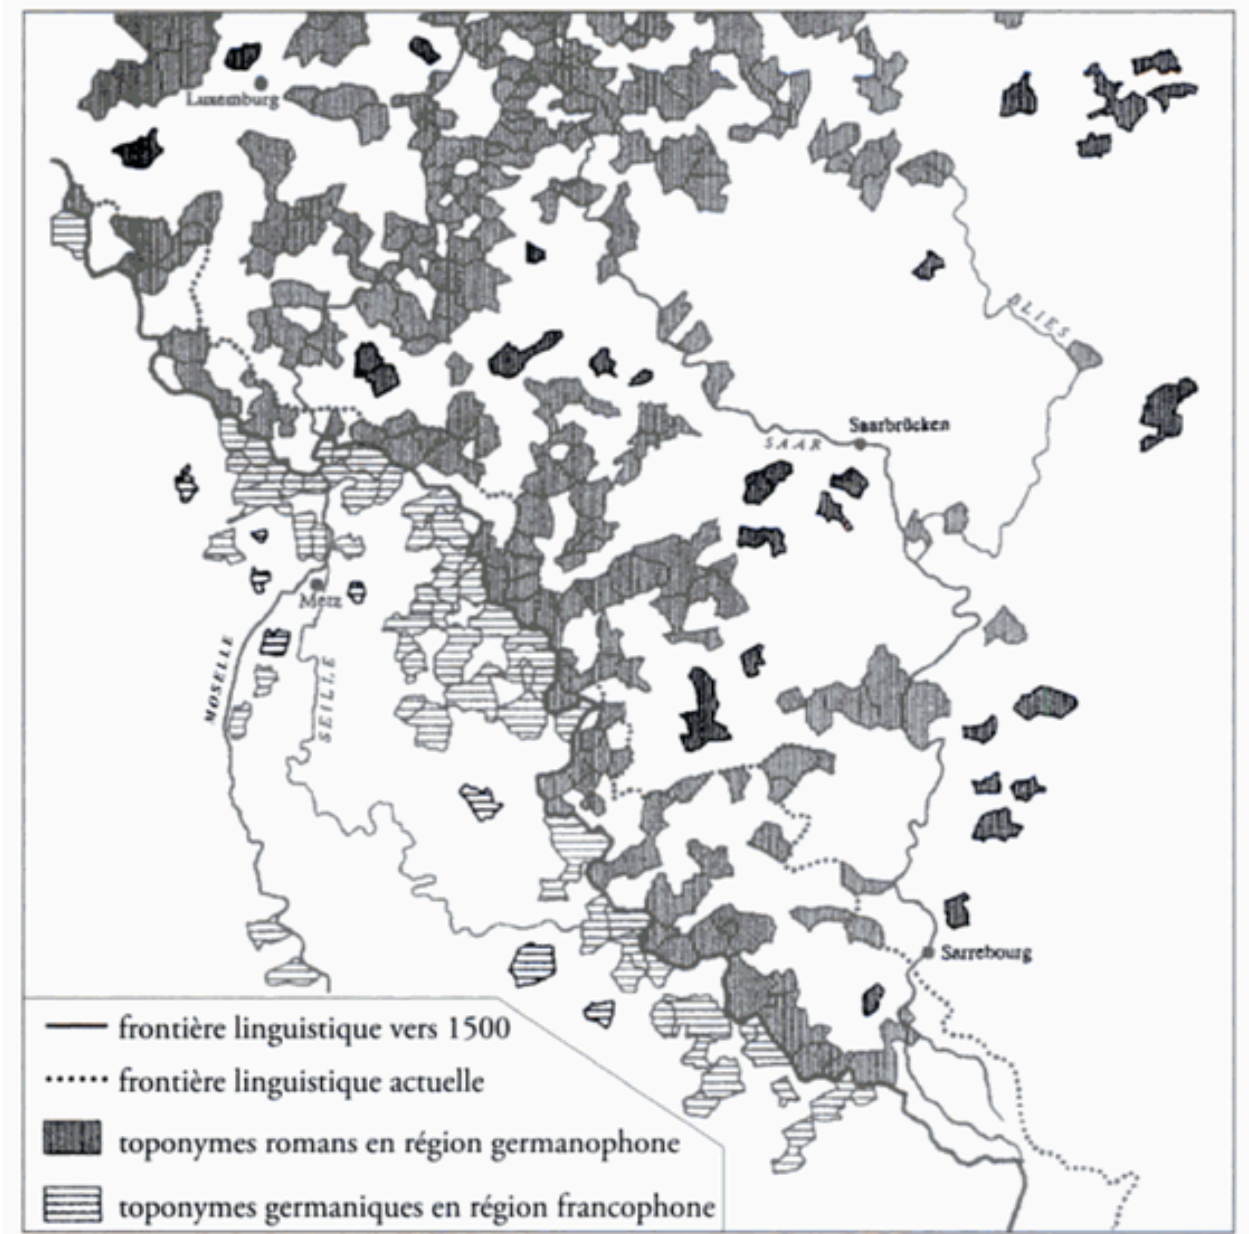 Luxemburg
BLIES
Saarbrücken
SAAR
Metz
MOSELLE
SEILLE
Sarrebourg
frontière linguistique vers 1500
frontière linguistique actuelle
toponymes romans en région germanophone
toponymes germaniques en région francophone